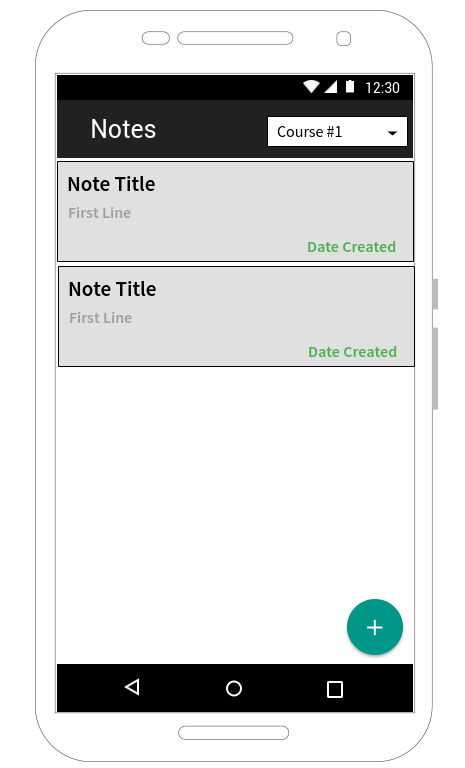 12:30
Notes
Course #1
Note Title
First Line
Date Created
Note Title
First Line
Date Created
+